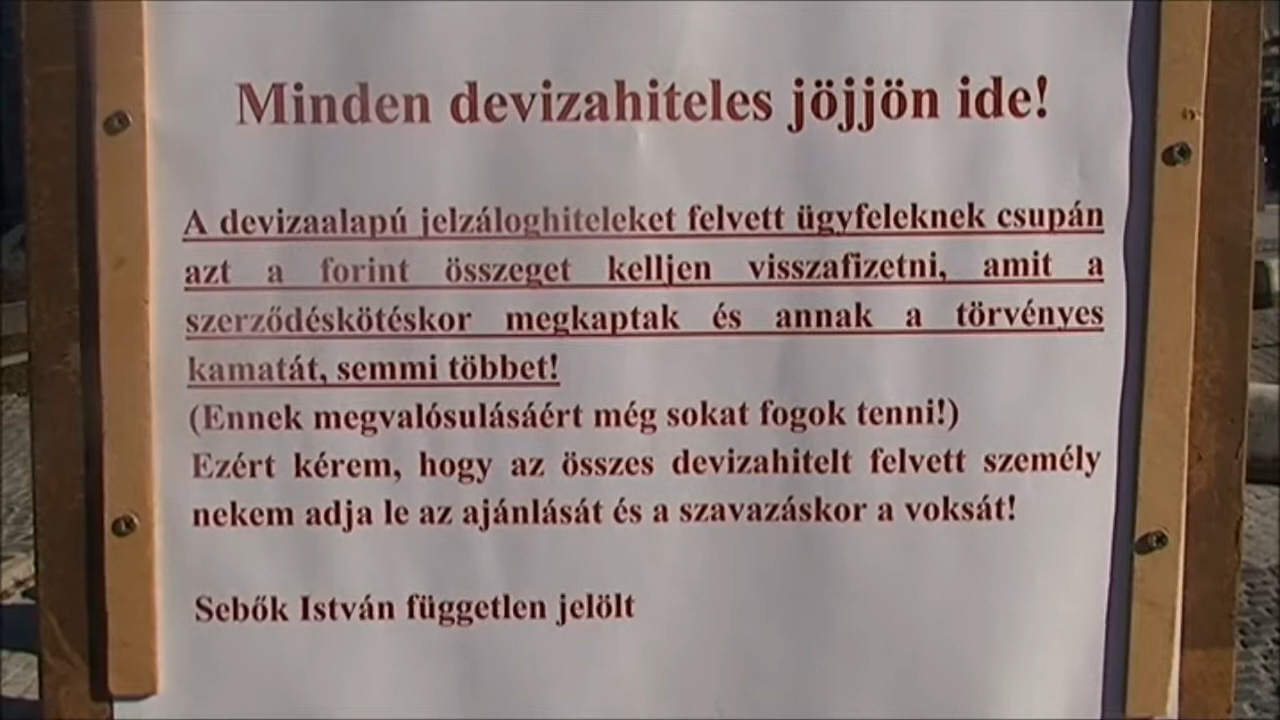 Minden devizahiteles jöjjön ide!
A devizaalapú jelzáloghiteleket felvett ügyfeleknek csupán
azt a forint összeget kelljen visszafizetni, amit a
szerződéskötéskor megkaptak és annak a törvényes
kamatát, semmi többet!
(Ennek megvalósulásáért még sokat fogok tenni!)
Ezért kérem, hogy az összes devizahitelt felvett személy
nekem adja le az ajánlását és a szavazáskor a voksát!
Sebők István független jelölt